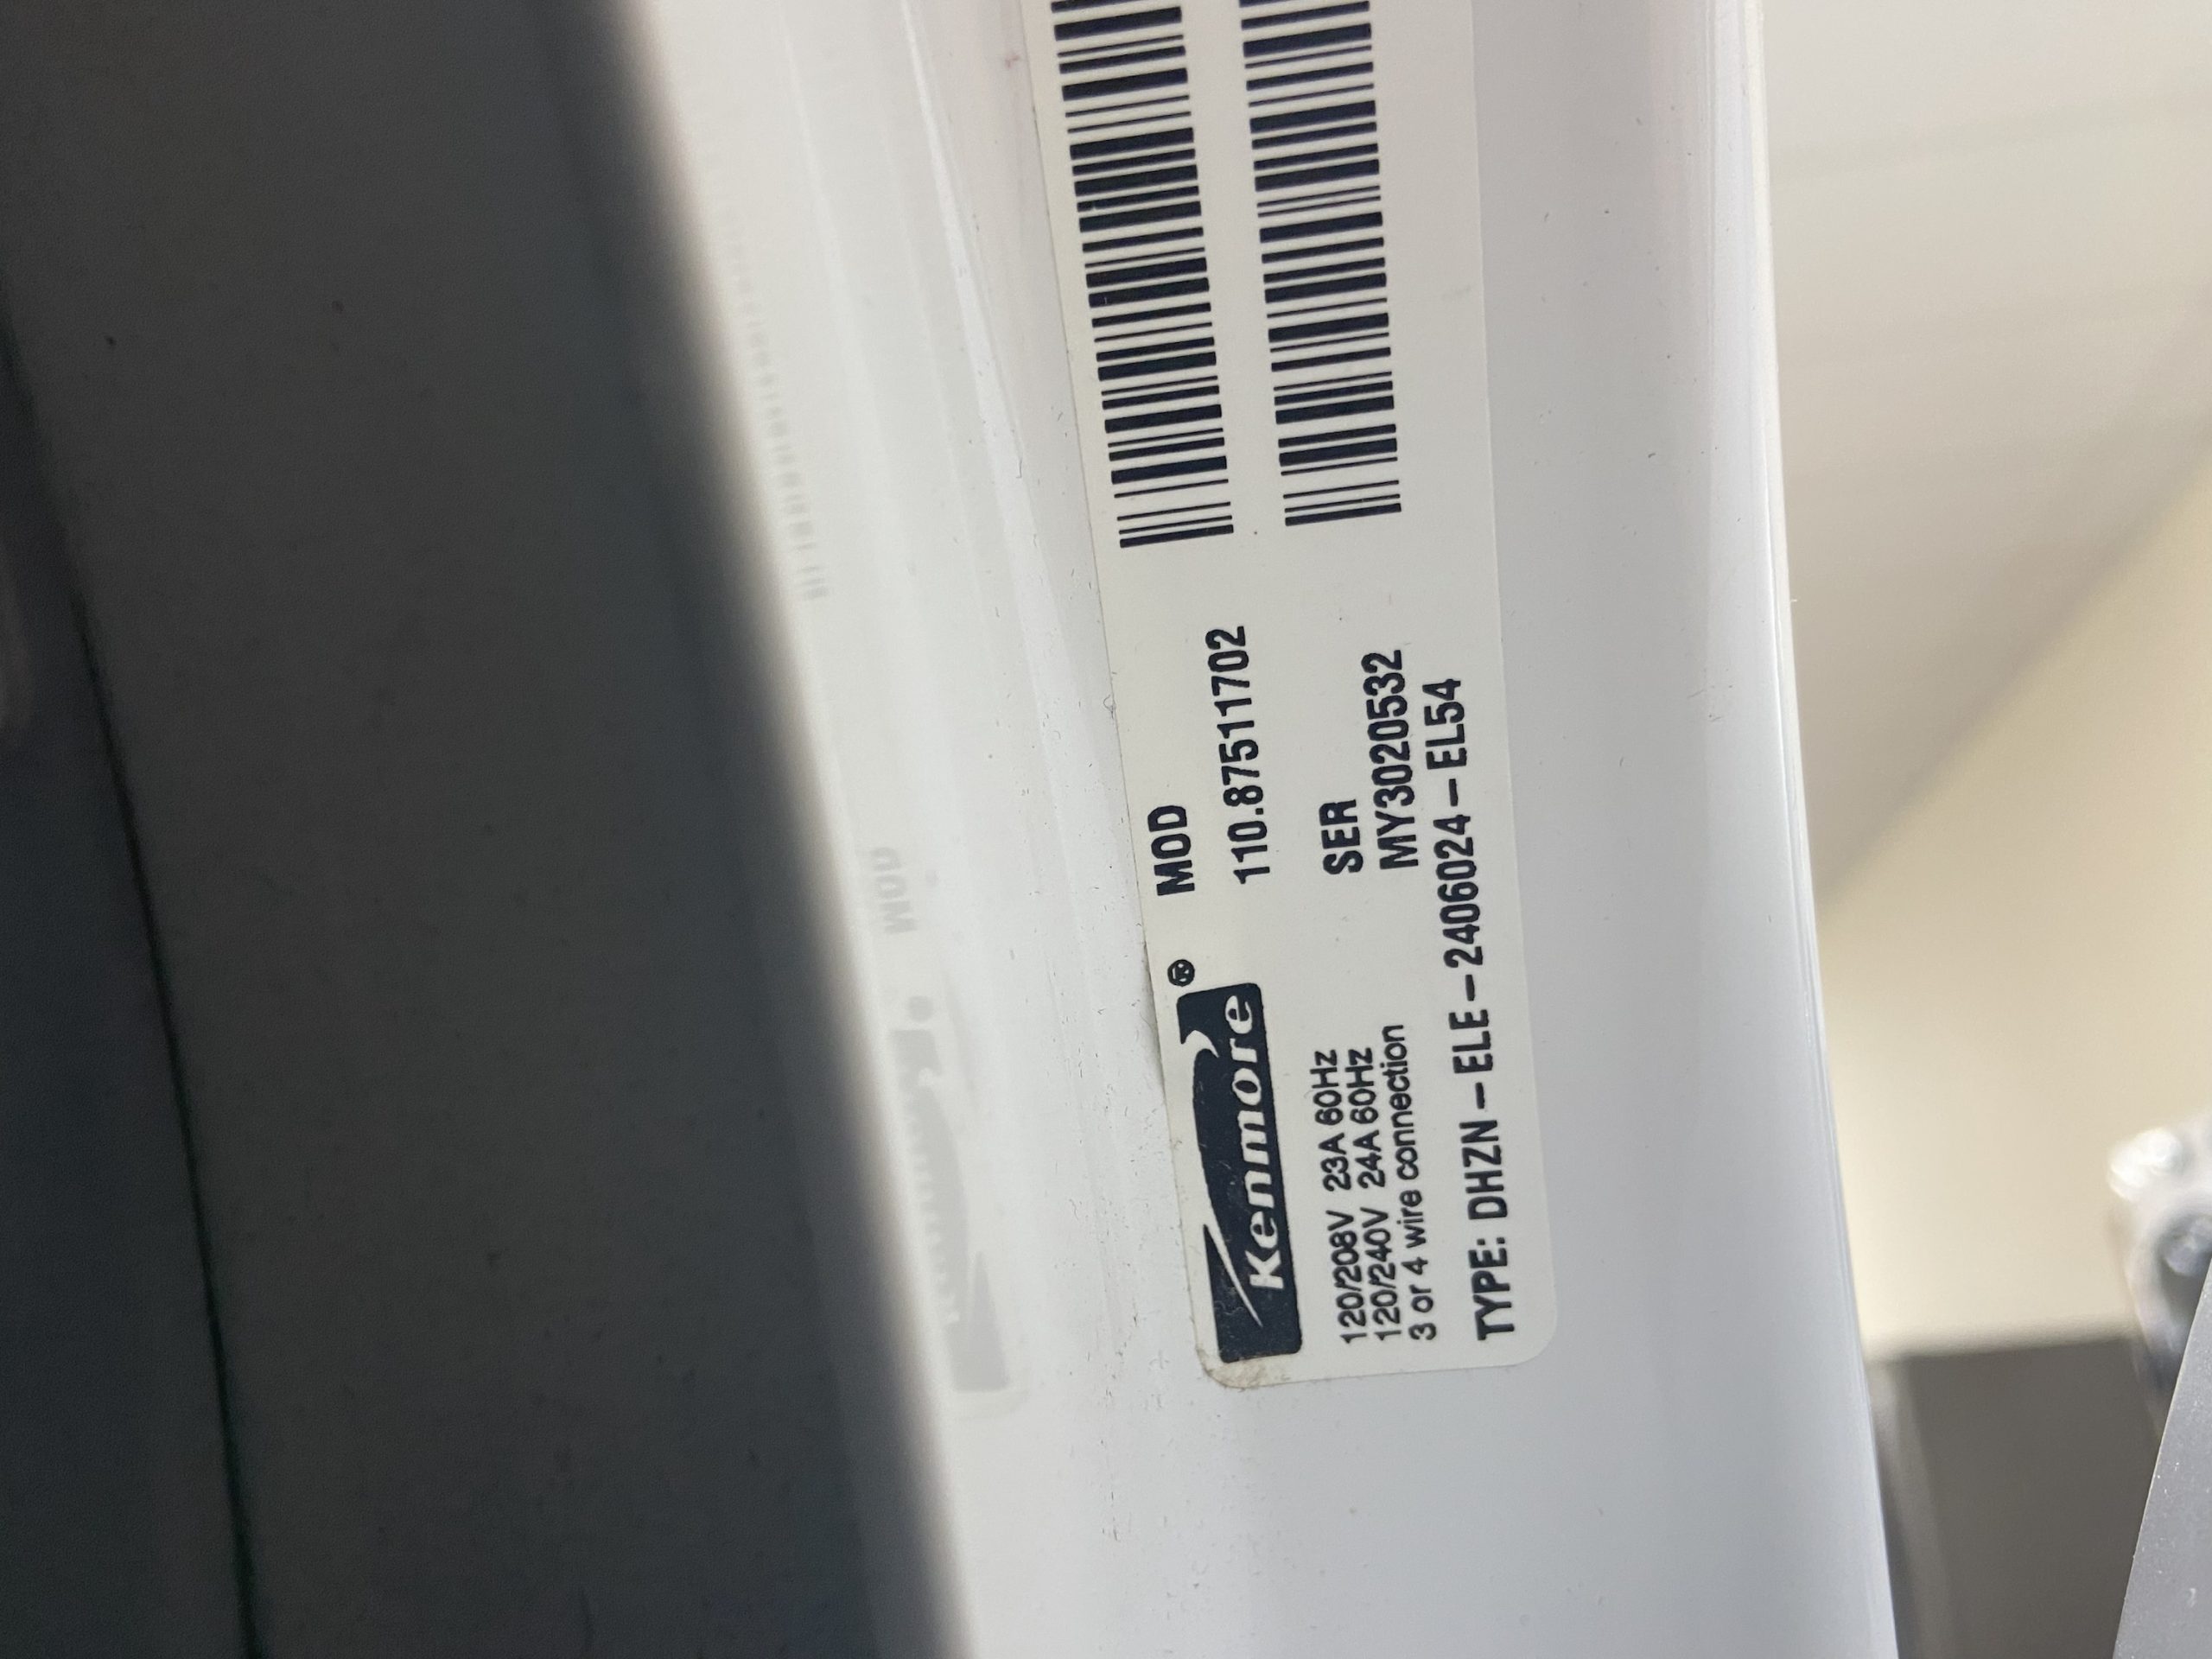 Kenmore®
MOD
110.87511702
SER
MY3020532
120/208V 23A 60Hz
120/240V 24A 60Hz
3 or 4 wire connection
TYPE: DHZN – ELE – 2406024 – EL54
MOD